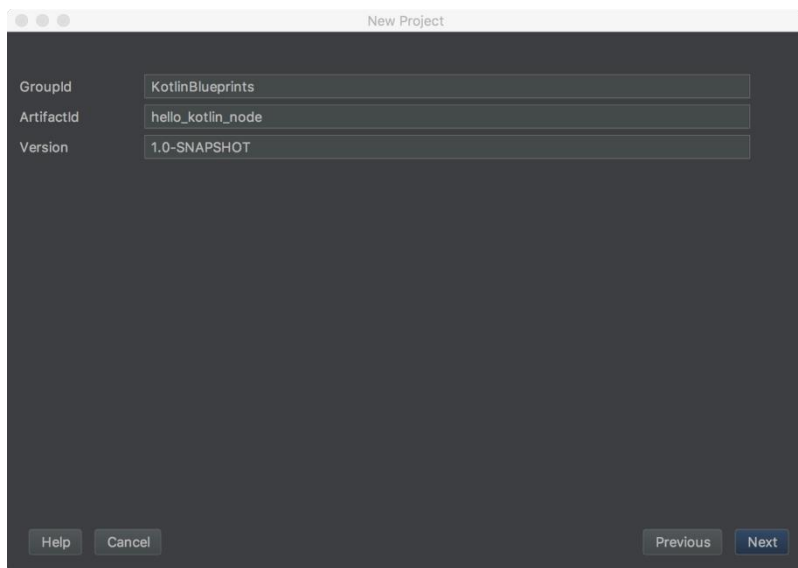 New Project
GroupId KotlinBlueprints
ArtifactId hello_kotlin_node
Version 1.0-SNAPSHOT
Help Cancel Previous Next